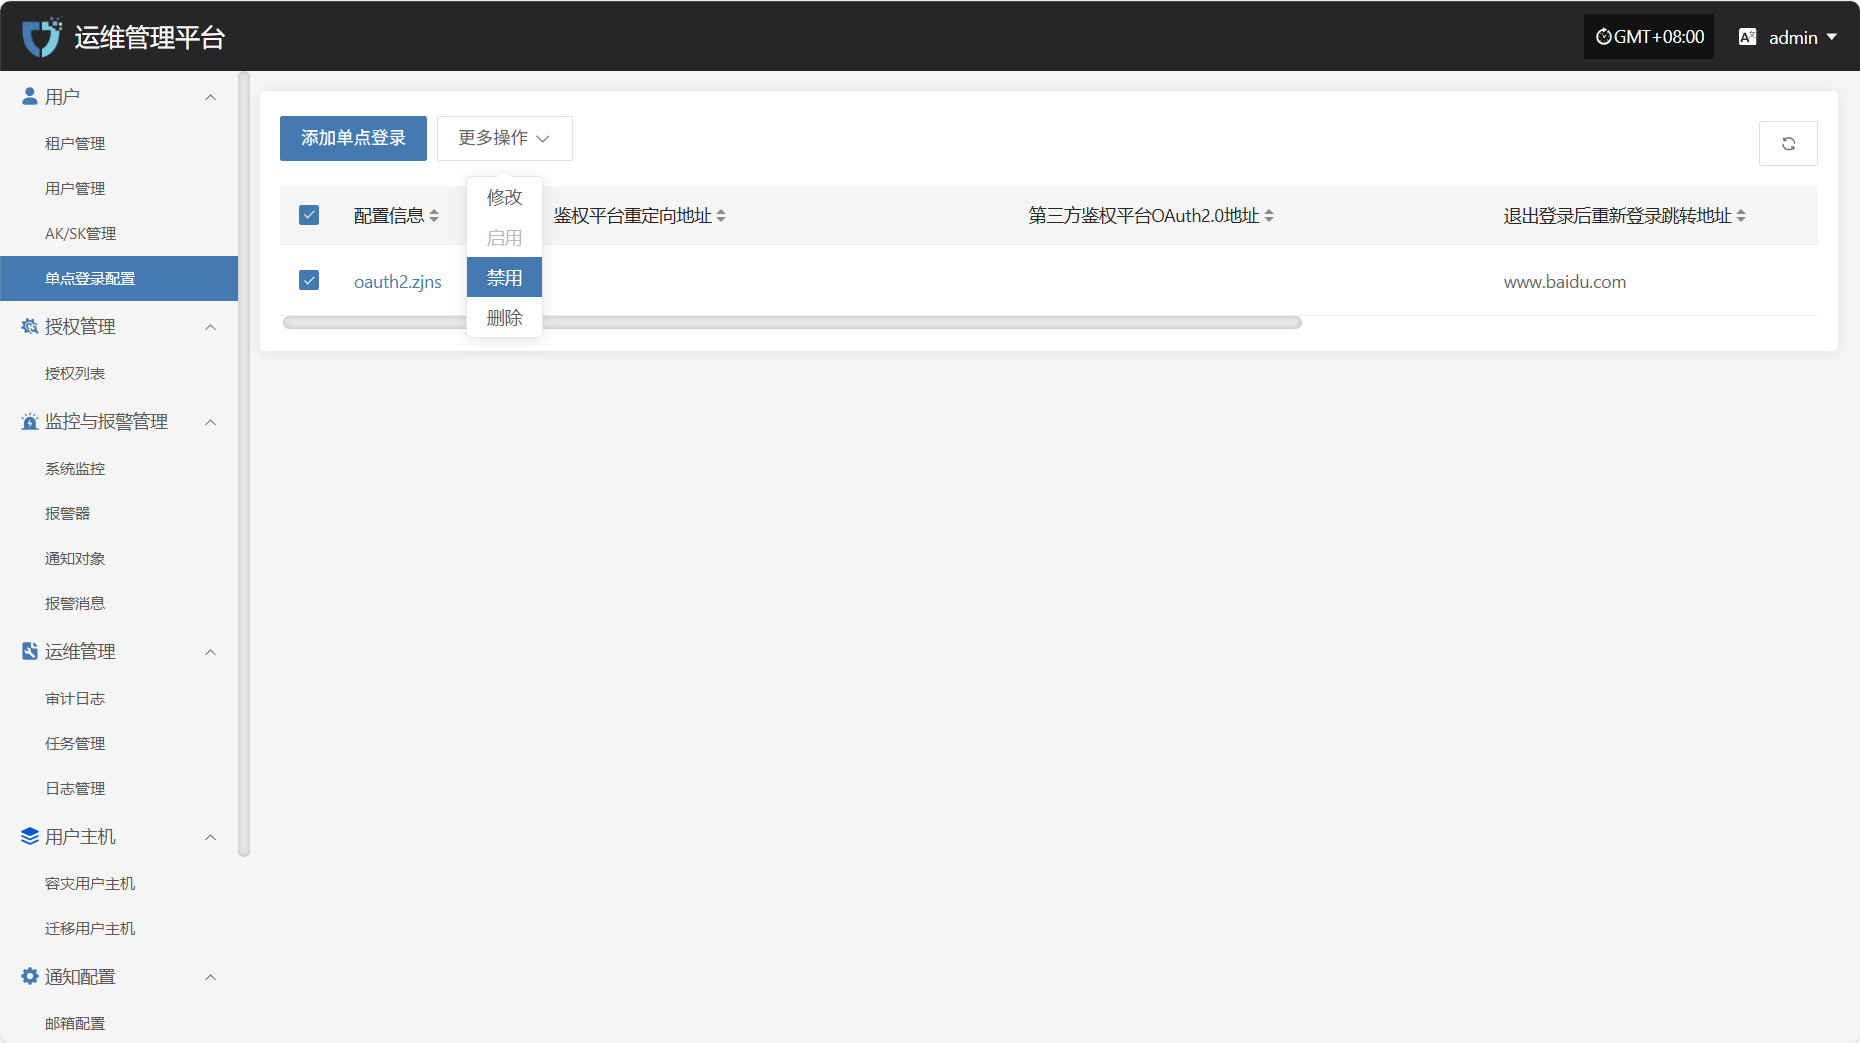 运维管理平台
GMT+08:00
admin
用户
租户管理
用户管理
AK/SK管理
单点登录配置
授权管理
授权列表
监控与报警管理
系统监控
报警器
通知对象
报警消息
运维管理
审计日志
任务管理
日志管理
用户主机
容灾用户主机
迁移用户主机
通知配置
邮箱配置
添加单点登录
更多操作
修改
启用
禁用
删除
配置信息
鉴权平台重定向地址
第三方鉴权平台OAuth2.0地址
退出登录后重新登录跳转地址
oauth2.zjns
www.baidu.com